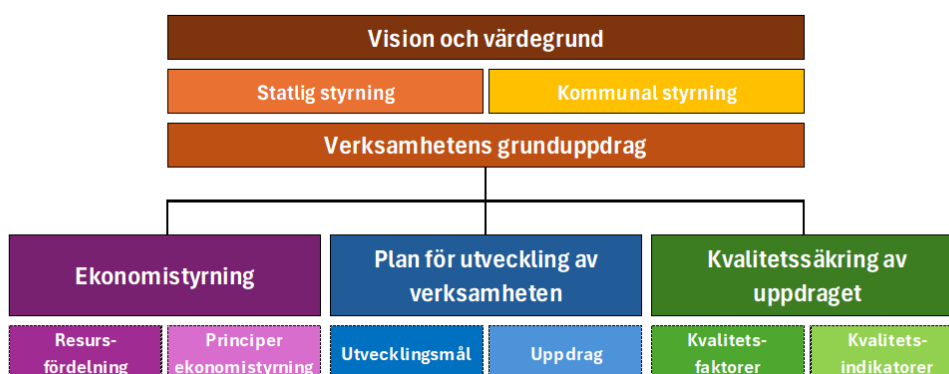 Vision och värdegrund
Statlig styrning
Kommunal styrning
Verksamhetens grunduppdrag
Ekonomistyrning
Plan för utveckling av
verksamheten
Kvalitetssäkring av
uppdraget
Resurs-
fördelning
Principer
ekonomistyrning
Utvecklingsmål
Uppdrag
Kvalitets-
faktorer
Kvalitets-
indikatorer